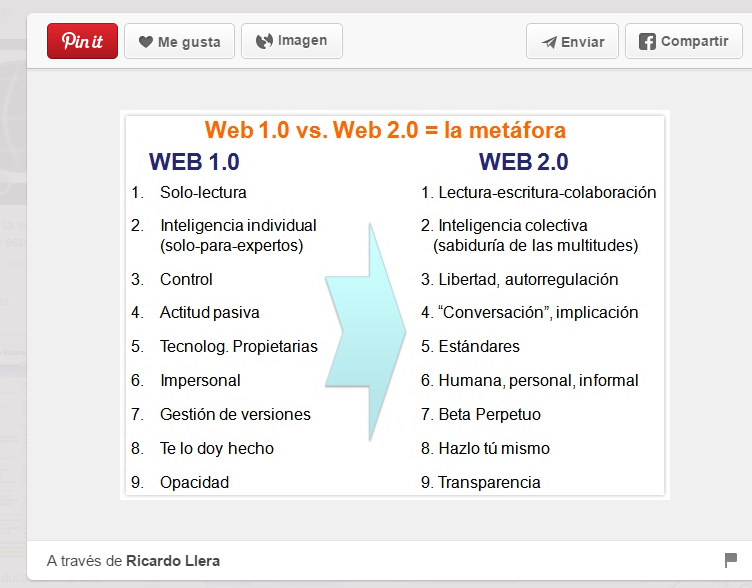 Pin it
Me gusta
Imagen
Enviar
Compartir
Web 1.0 vs. Web 2.0 = la metáfora
WEB 1.0
1. Solo-lectura
2. Inteligencia individual
(solo-para-expertos)
3. Control
4. Actitud pasiva
5. Tecnolog. Propietarias
6. Impersonal
7. Gestión de versiones
8. Te lo doy hecho
9. Opacidad
WEB 2.0
1. Lectura-escritura-colaboración
2. Inteligencia colectiva
(sabiduría de las multitudes)
3. Libertad, autorregulación
4. “Conversación”, implicación
5. Estándares
6. Humana, personal, informal
7. Beta Perpetuo
8. Hazlo tú mismo
9. Transparencia
A través de Ricardo Llera